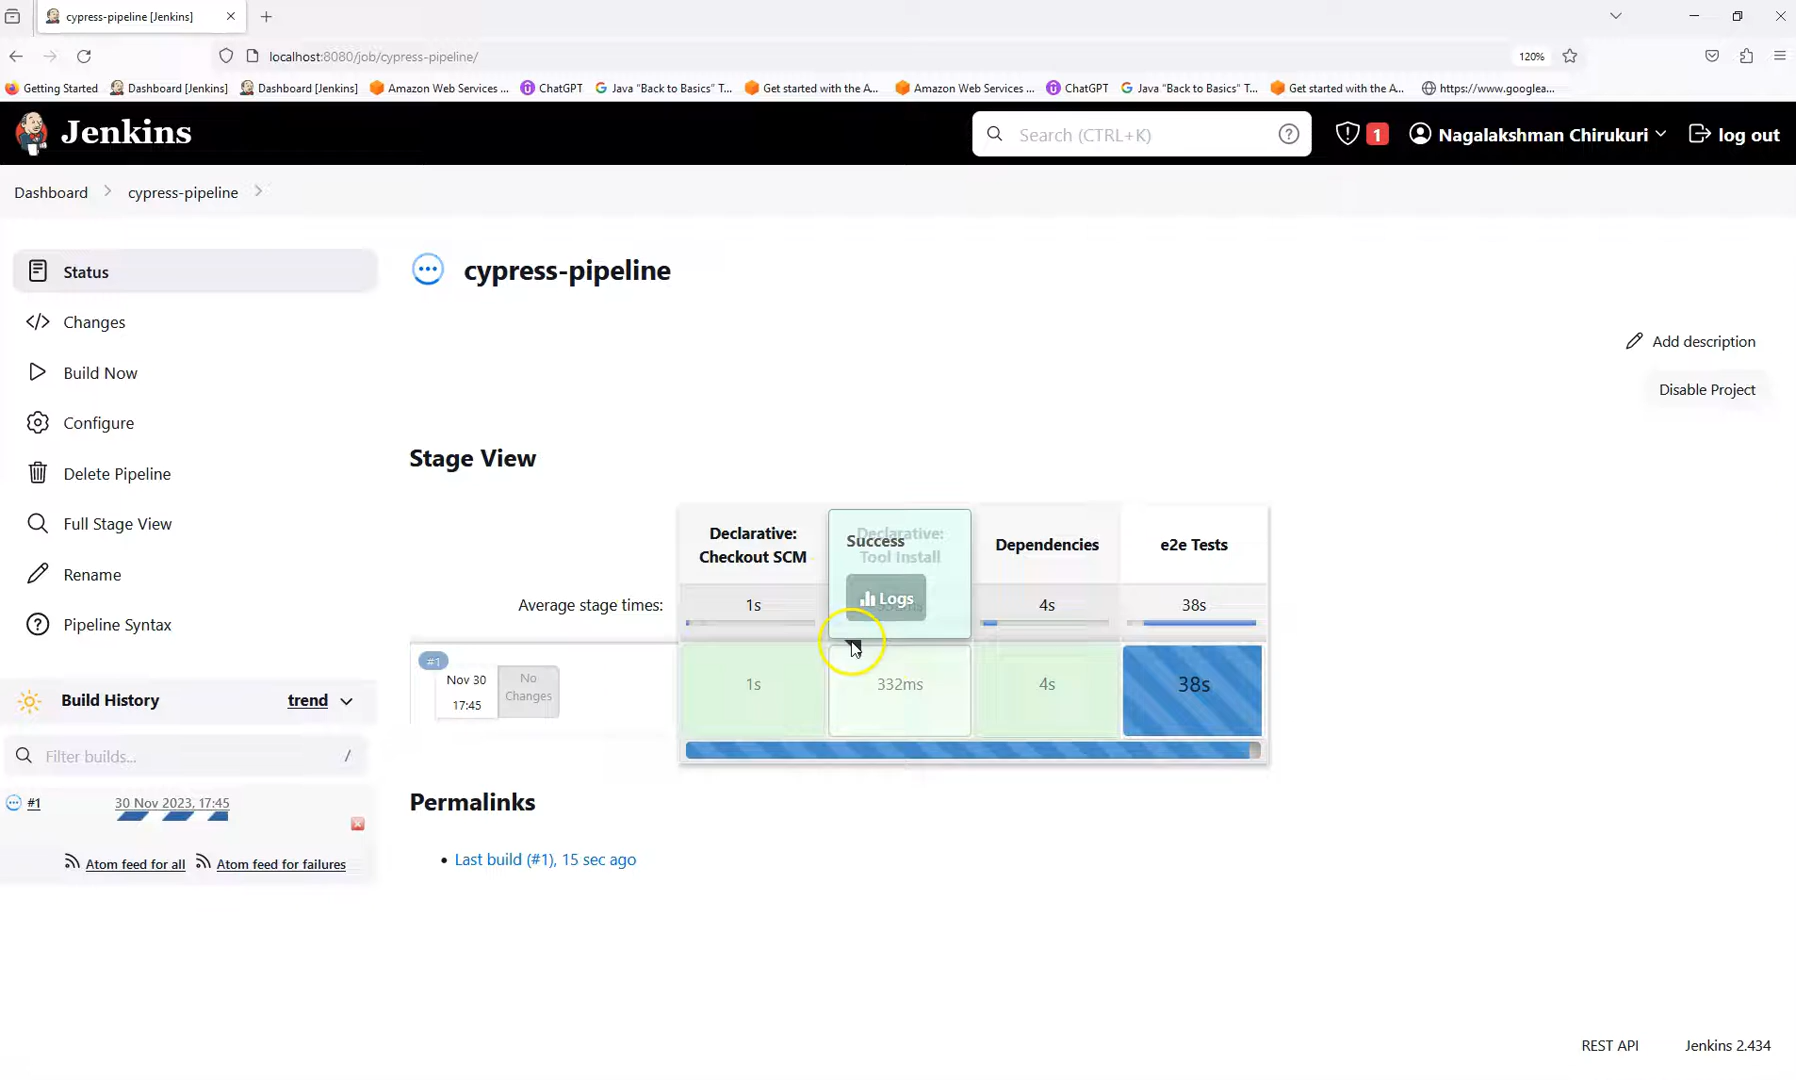 cypress-pipeline [Jenkins]
localhost:8080/job/cypress-pipeline/
120%
Getting Started
Dashboard [Jenkins]
Dashboard [Jenkins]
Amazon Web Services ...
ChatGPT
Java "Back to Basics" T...
Get started with the A...
Amazon Web Services ...
ChatGPT
Java "Back to Basics" T...
Get started with the A...
https://www.googlea...
Jenkins
Search (CTRL+K)
1
Nagalakshman Chirukuri
log out
Dashboard
cypress-pipeline
Status
Changes
Build Now
Configure
Delete Pipeline
Full Stage View
Rename
Pipeline Syntax
Build History
trend
Filter builds...
/
#1
30 Nov 2023, 17:45
Atom feed for all
Atom feed for failures
cypress-pipeline
Add description
Disable Project
Stage View
Declarative:
Checkout SCM
Declarative:
Tool Install
Success
Logs
Dependencies
e2e Tests
Average stage times:
1s
4s
38s
#1
Nov 30
17:45
No
Changes
1s
332ms
4s
38s
Permalinks
Last build (#1), 15 sec ago
REST API
Jenkins 2.434